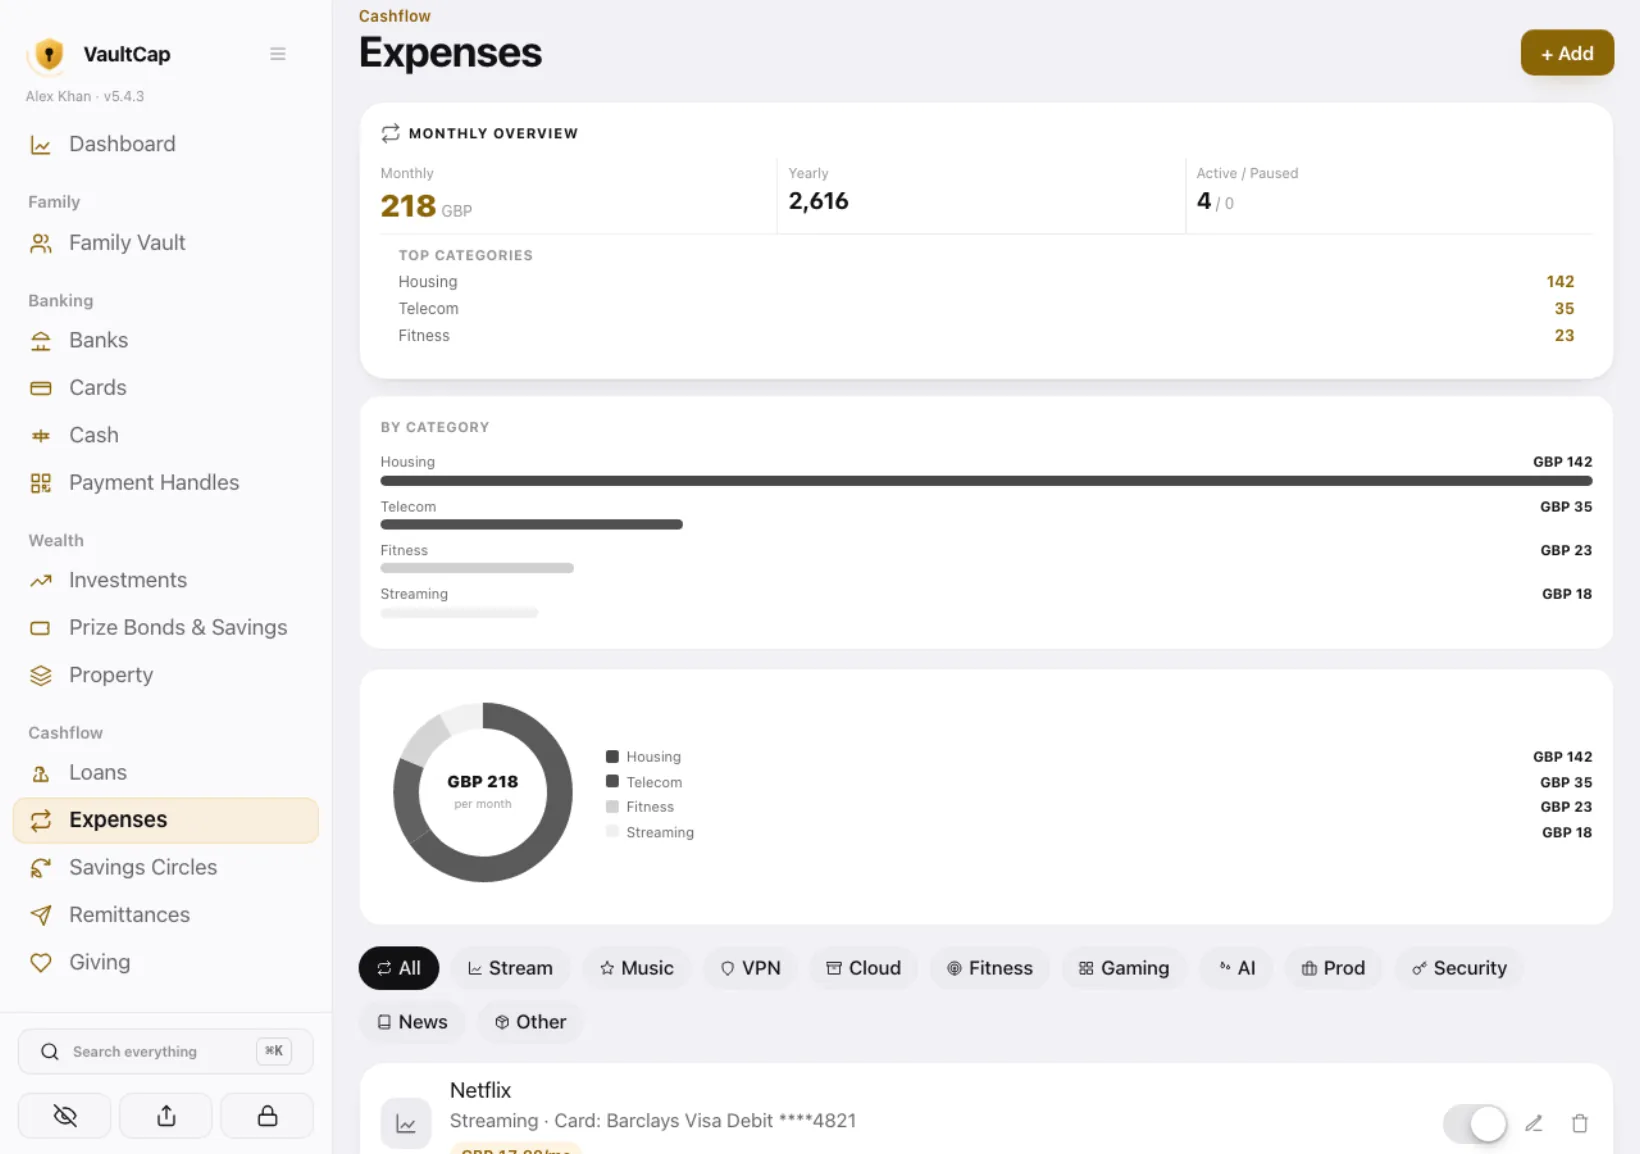 VaultCap
Alex Khan · v5.4.3
Dashboard
Family
Family Vault
Banking
Banks
Cards
Cash
Payment Handles
Wealth
Investments
Prize Bonds & Savings
Property
Cashflow
Loans
Expenses
Savings Circles
Remittances
Giving
Search everything ⌘K
Cashflow
Expenses
+ Add
MONTHLY OVERVIEW
Monthly
218 GBP
Yearly
2,616
Active / Paused
4 / 0
TOP CATEGORIES
Housing 142
Telecom 35
Fitness 23
BY CATEGORY
Housing GBP 142
Telecom GBP 35
Fitness GBP 23
Streaming GBP 18
GBP 218
per month
Housing GBP 142
Telecom GBP 35
Fitness GBP 23
Streaming GBP 18
All Stream Music VPN Cloud Fitness Gaming AI Prod Security
News Other
Netflix
Streaming · Card: Barclays Visa Debit ****4821